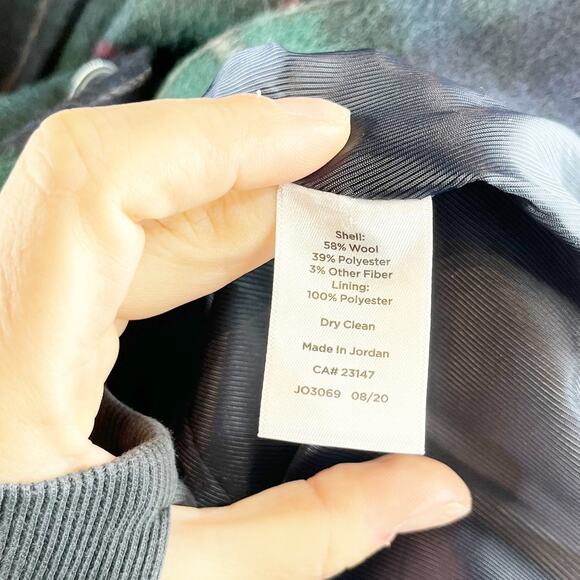 Shell:
58% Wool
39% Polyester
3% Other Fiber
Lining:
100% Polyester
Dry Clean
Made In Jordan
CA# 23147
JO3069 08/20